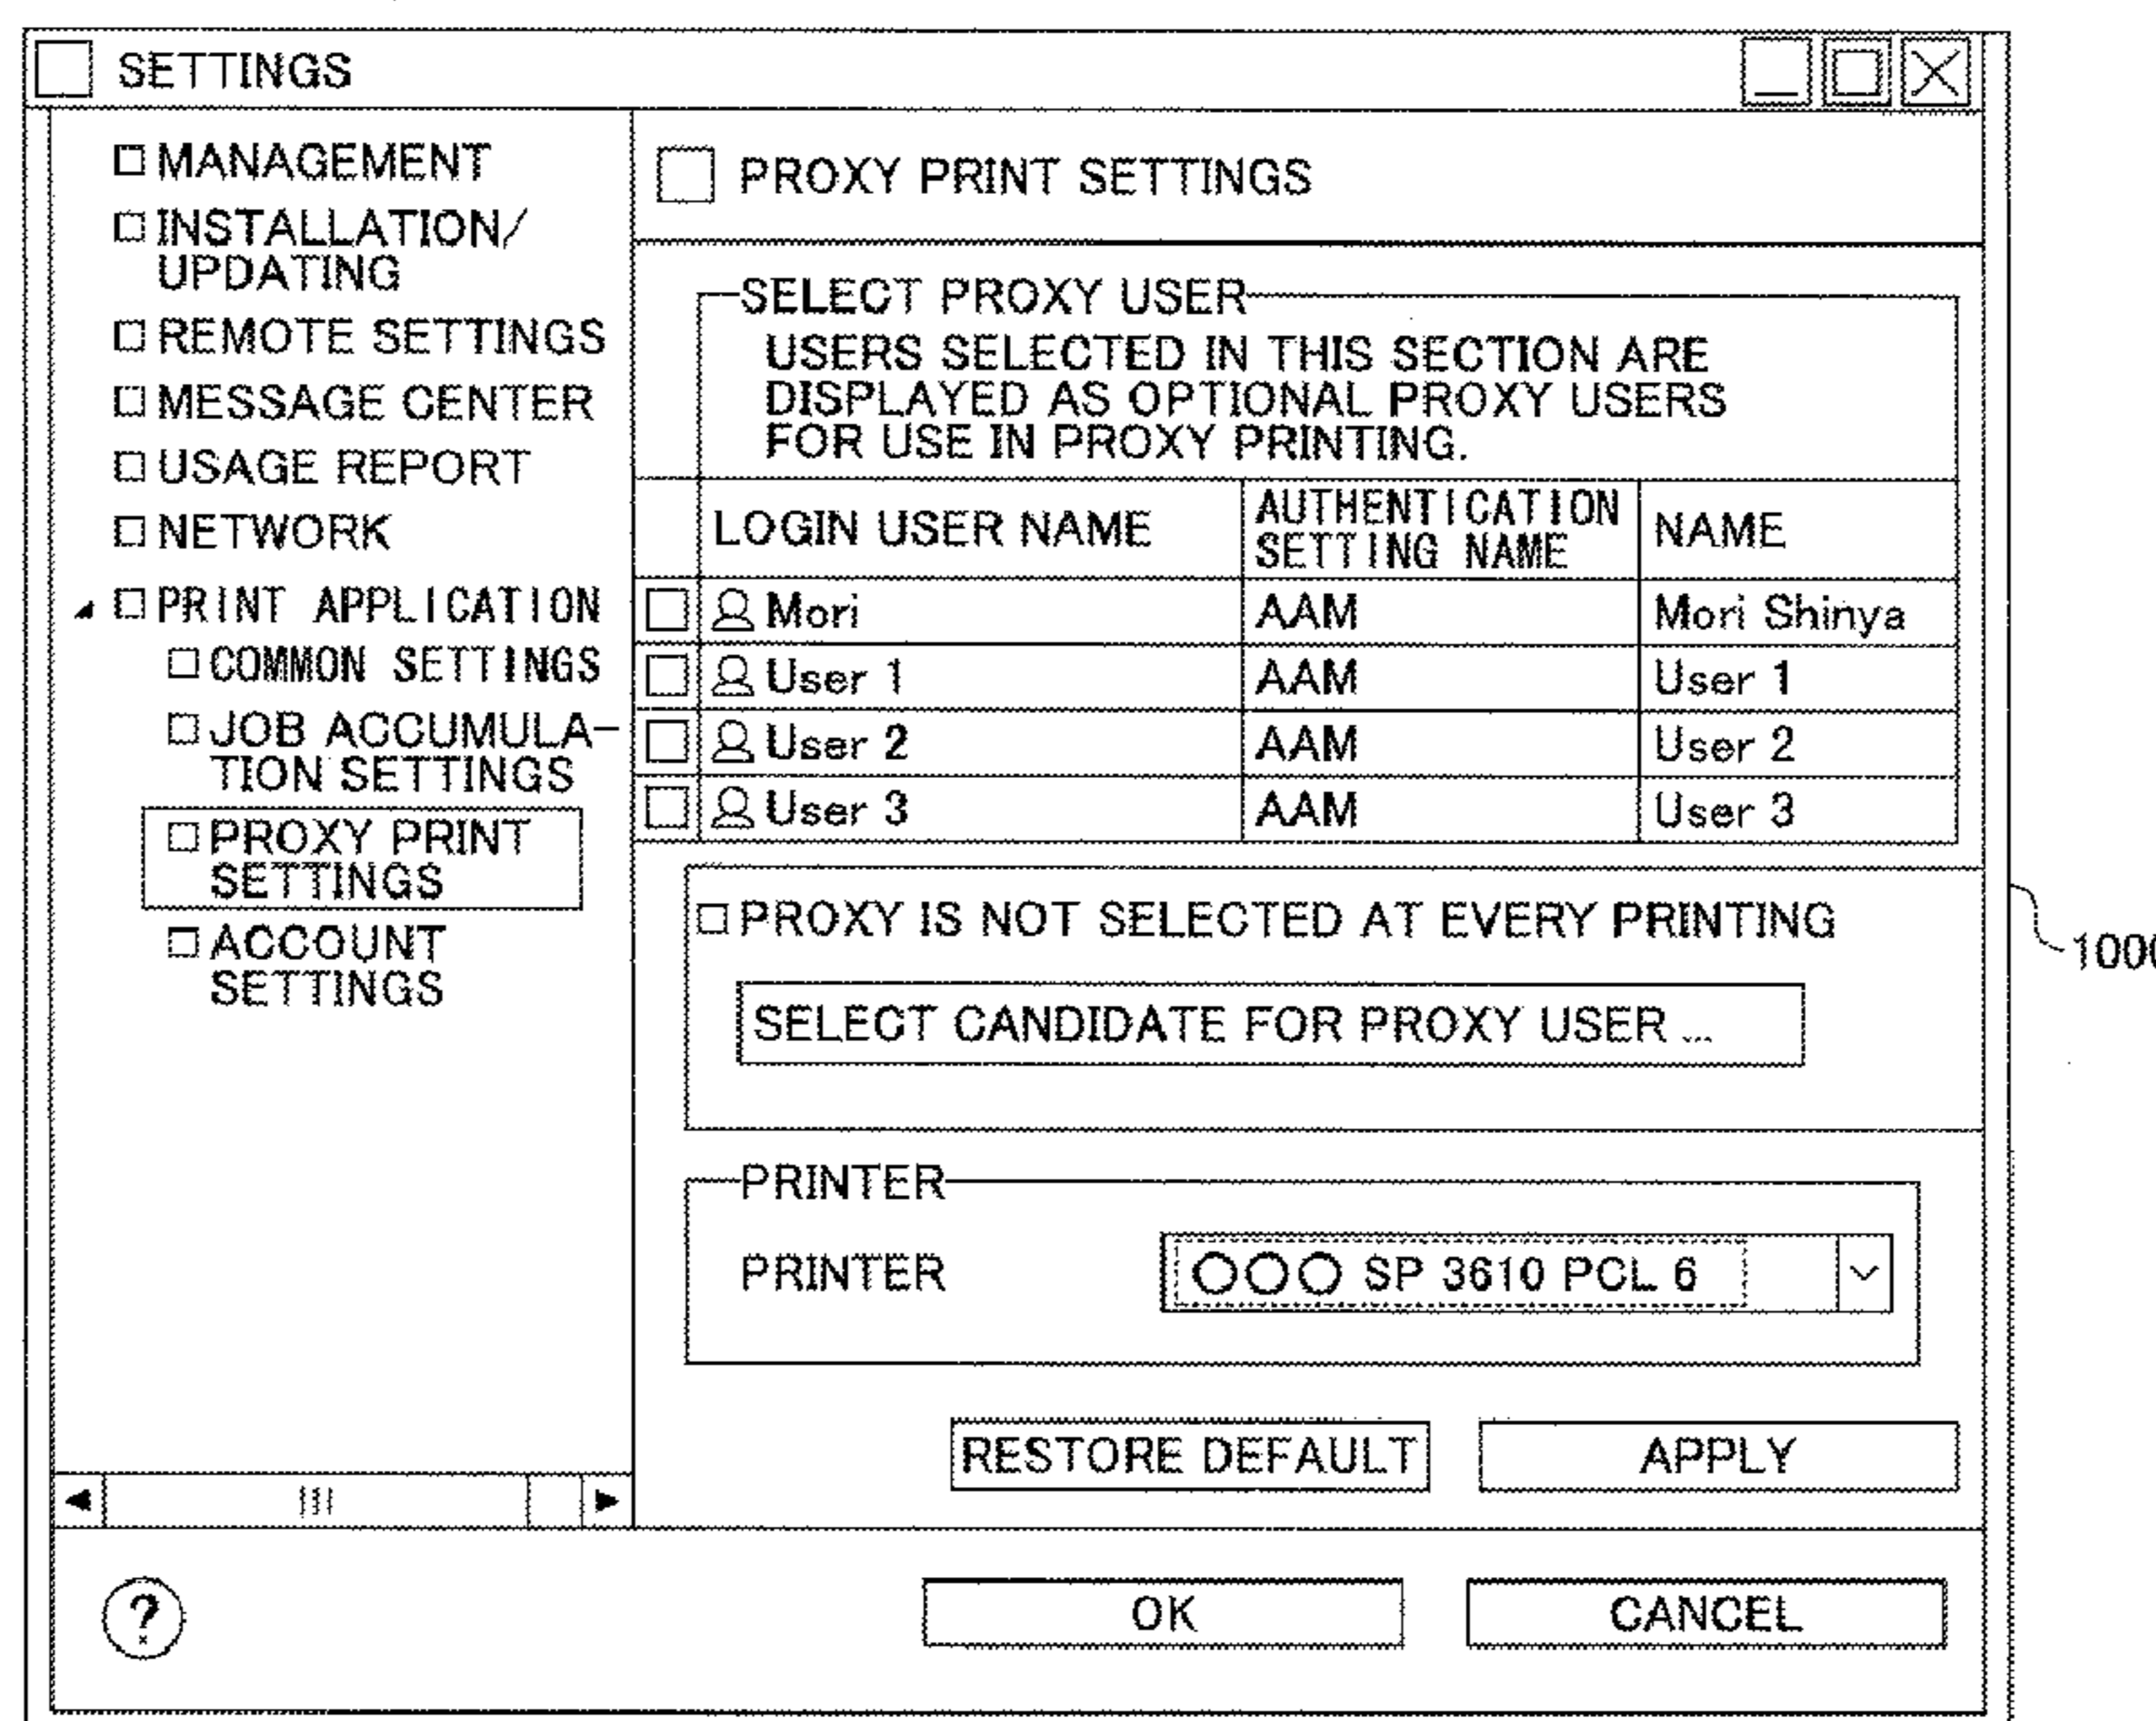 SETTINGS
MANAGEMENT
INSTALLATION/
UPDATING
REMOTE SETTINGS
MESSAGE CENTER
USAGE REPORT
NETWORK
PRINT APPLICATION
COMMON SETTINGS
JOB ACCUMULA-
TION SETTINGS
PROXY PRINT
SETTINGS
ACCOUNT
SETTINGS
PROXY PRINT SETTINGS
SELECT PROXY USER
USERS SELECTED IN THIS SECTION ARE
DISPLAYED AS OPTIONAL PROXY USERS
FOR USE IN PROXY PRINTING.
LOGIN USER NAME
AUTHENTICATION
SETTING NAME
NAME
Mori AAM Mori Shinya
User 1 AAM User 1
User 2 AAM User 2
User 3 AAM User 3
PROXY IS NOT SELECTED AT EVERY PRINTING
SELECT CANDIDATE FOR PROXY USER ...
PRINTER
PRINTER ○○○ SP 3610 PCL 6
RESTORE DEFAULT APPLY
?
OK CANCEL